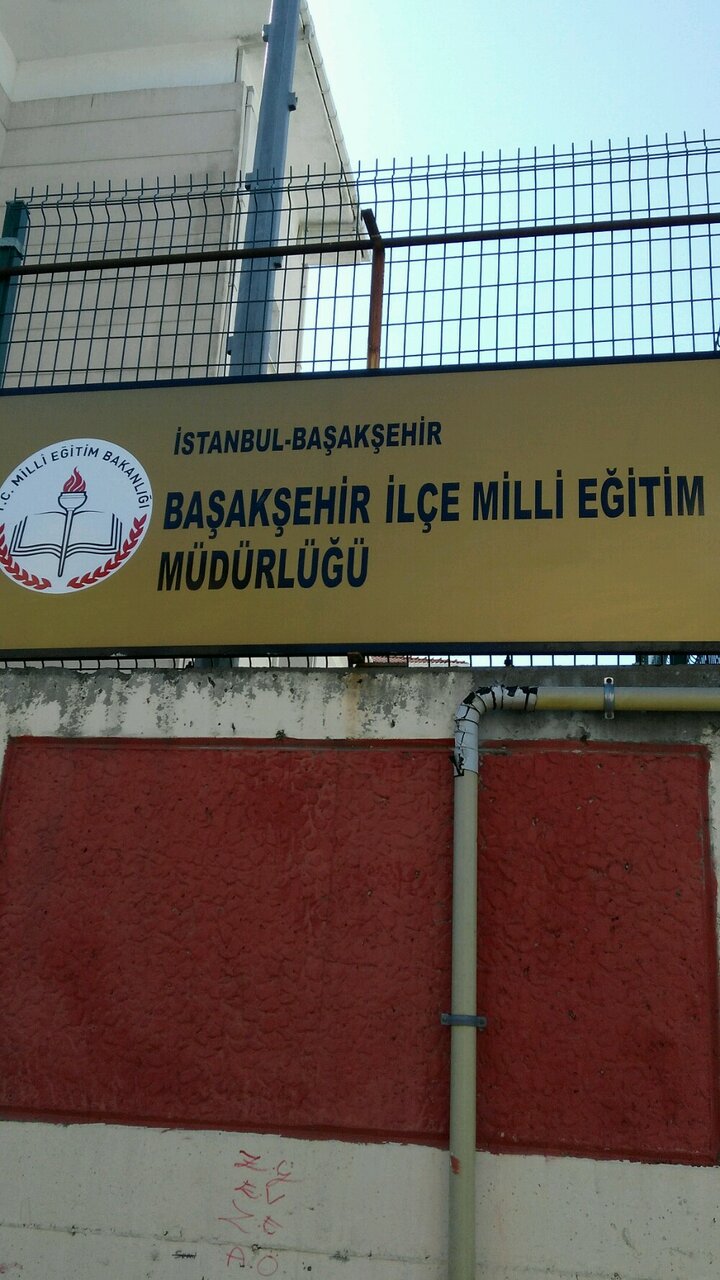 İSTANBUL-BAŞAKŞEHİR
T.C. MİLLİ EĞİTİM BAKANLIĞI
BAŞAKŞEHİR İLÇE MİLLİ EĞİTİM
MÜDÜRLÜĞÜ